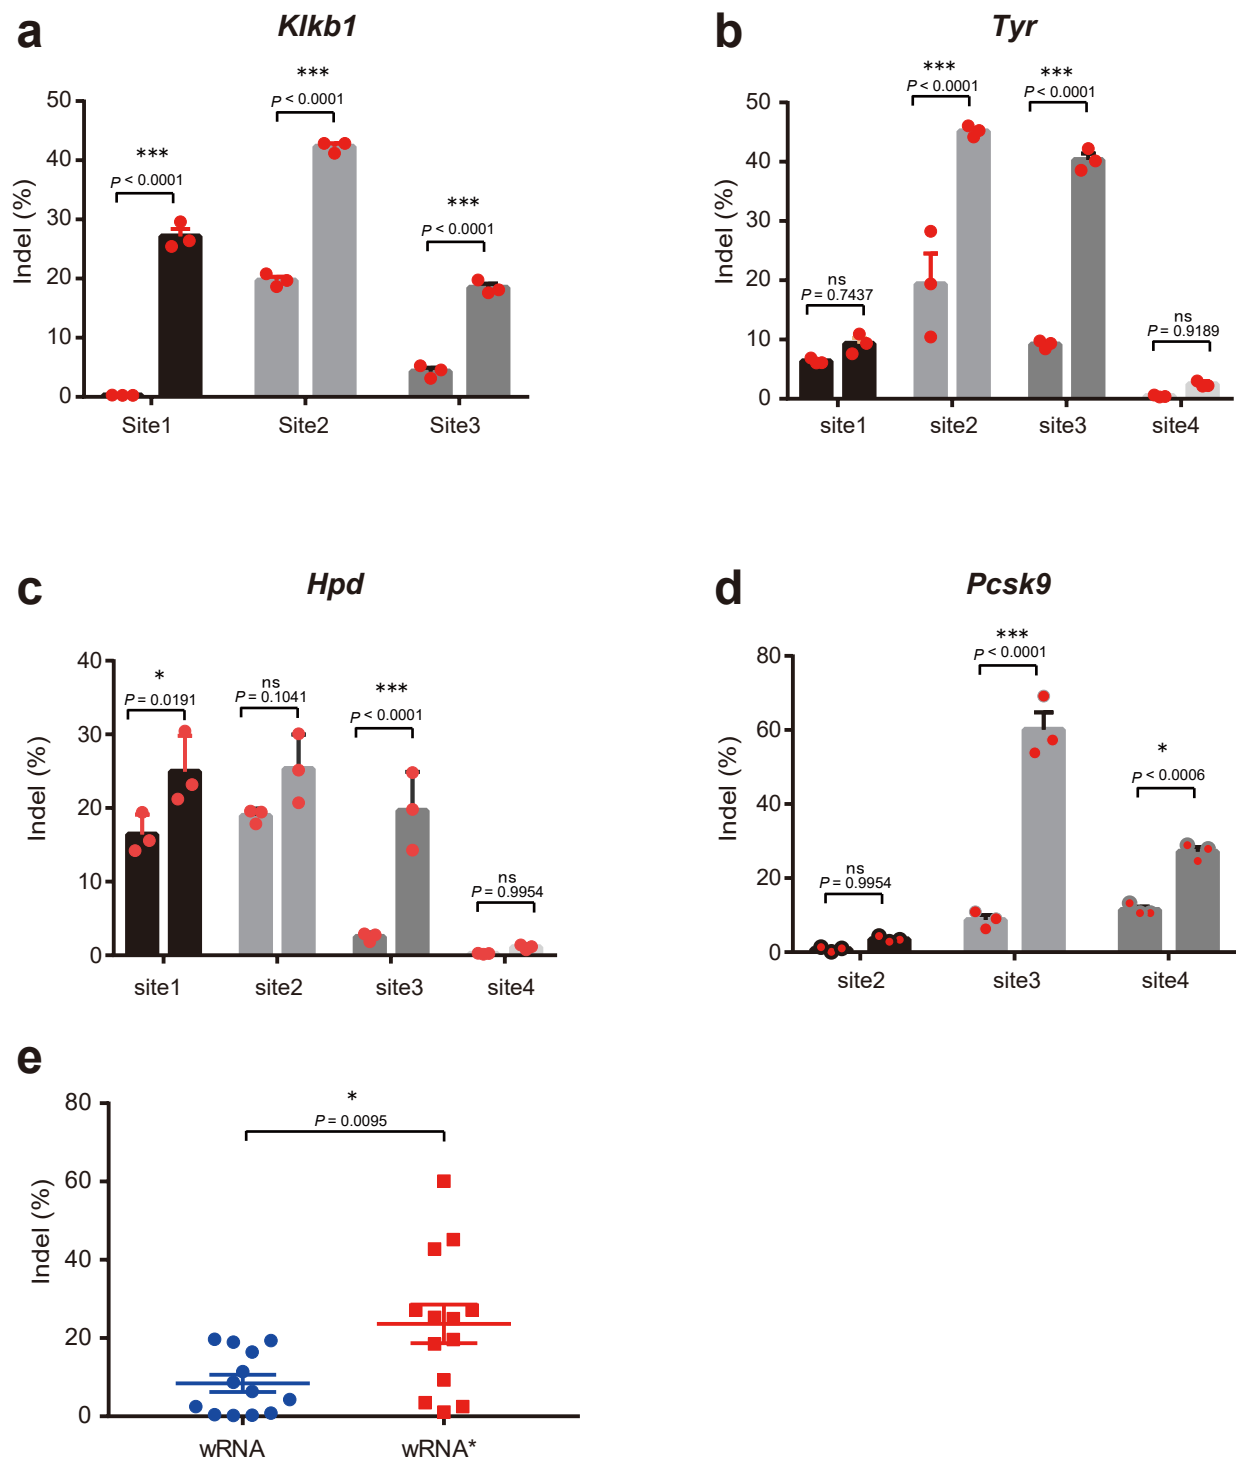 a
Klkb1
***
P < 0.0001
***
P < 0.0001
***
P < 0.0001
Indel (%)
50
40
30
20
10
0
Site1 Site2 Site3
b
Tyr
ns
P = 0.7437
***
P < 0.0001
***
P < 0.0001
ns
P = 0.9189
Indel (%)
50
40
30
20
10
0
site1 site2 site3 site4
c
Hpd
*
P = 0.0191
ns
P = 0.1041
***
P < 0.0001
ns
P = 0.9954
Indel (%)
40
30
20
10
0
site1 site2 site3 site4
d
Pcsk9
ns
P = 0.9954
***
P < 0.0001
*
P < 0.0006
Indel (%)
80
60
40
20
0
site2 site3 site4
e
*
P = 0.0095
Indel (%)
80
60
40
20
0
wRNA wRNA*